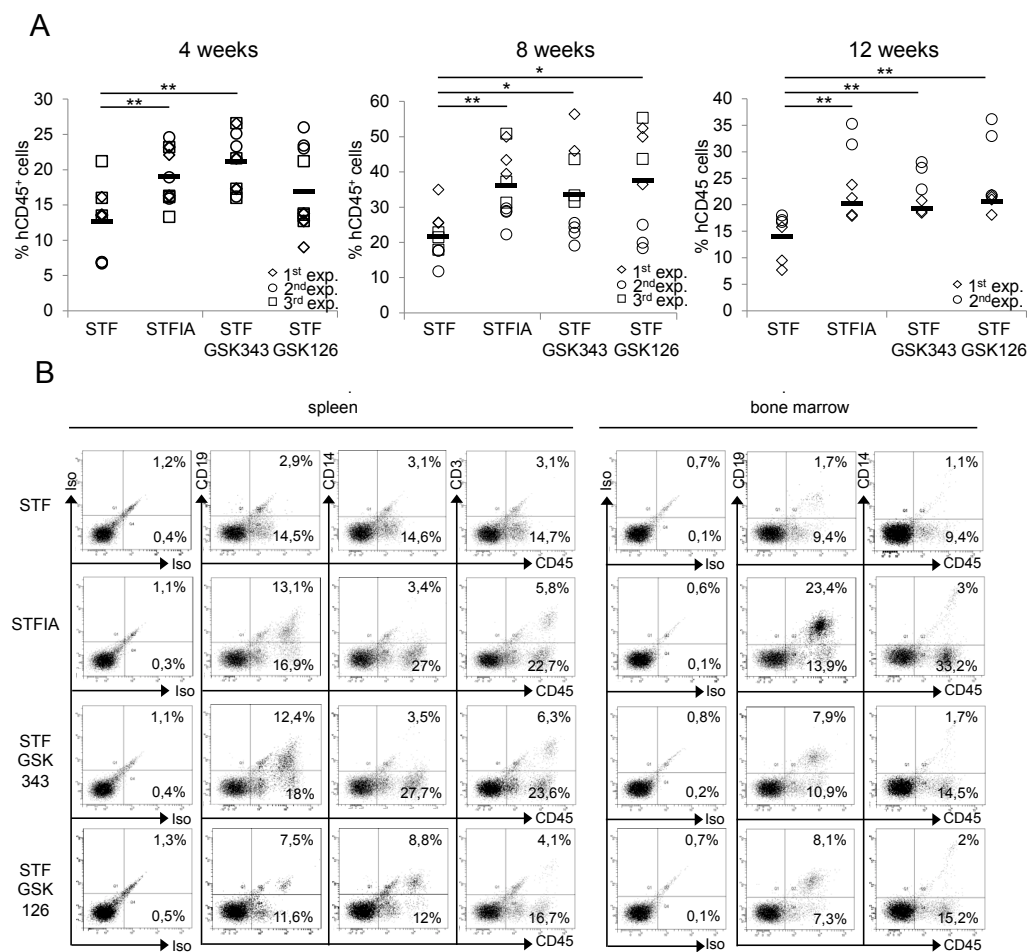 A
4 weeks
8 weeks
12 weeks
**
**
*
*
**
**
**
**
% hCD45+ cells
30
25
20
15
10
5
0
◇ 1st exp.
○ 2nd exp.
□ 3rd exp.
STF
STFIA
STF GSK343
STF GSK126
% hCD45+ cells
60
50
40
30
20
10
0
◇ 1st exp.
○ 2nd exp.
□ 3rd exp.
STF
STFIA
STF GSK343
STF GSK126
% hCD45 cells
40
35
30
25
20
15
10
5
0
◇ 1st exp.
○ 2nd exp.
STF
STFIA
STF GSK343
STF GSK126
B
spleen
bone marrow
Iso CD19 CD14 CD3 Iso CD19 CD14
STF
1,2% 2,9% 3,1% 3,1% 0,7% 1,7% 1,1%
0,4% 14,5% 14,6% 14,7% 0,1% 9,4% 9,4%
Iso CD45 Iso CD45
STFIA
1,1% 13,1% 3,4% 5,8% 0,6% 23,4% 3%
0,3% 16,9% 27% 22,7% 0,1% 13,9% 33,2%
Iso CD45 Iso CD45
STF
GSK
343
1,1% 12,4% 3,5% 6,3% 0,8% 7,9% 1,7%
0,4% 18% 27,7% 23,6% 0,2% 10,9% 14,5%
Iso CD45 Iso CD45
STF
GSK
126
1,3% 7,5% 8,8% 4,1% 0,7% 8,1% 2%
0,5% 11,6% 12% 16,7% 0,1% 7,3% 15,2%
Iso CD45 Iso CD45